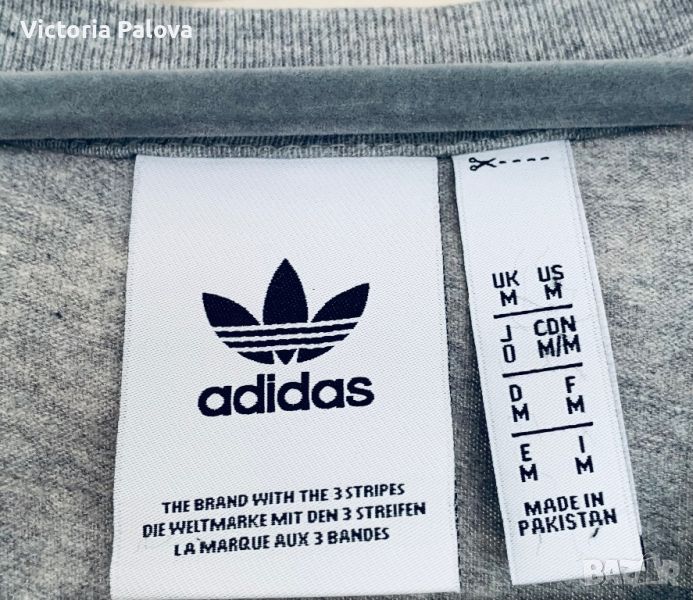 Victoria Palova
adidas
THE BRAND WITH THE 3 STRIPES
DIE WELTMARKE MIT DEN 3 STREIFEN
LA MARQUE AUX 3 BANDES
UK US
M M
J CDN
O M/M
D F
M M
E I
M M
MADE IN
PAKISTAN
BAZAR